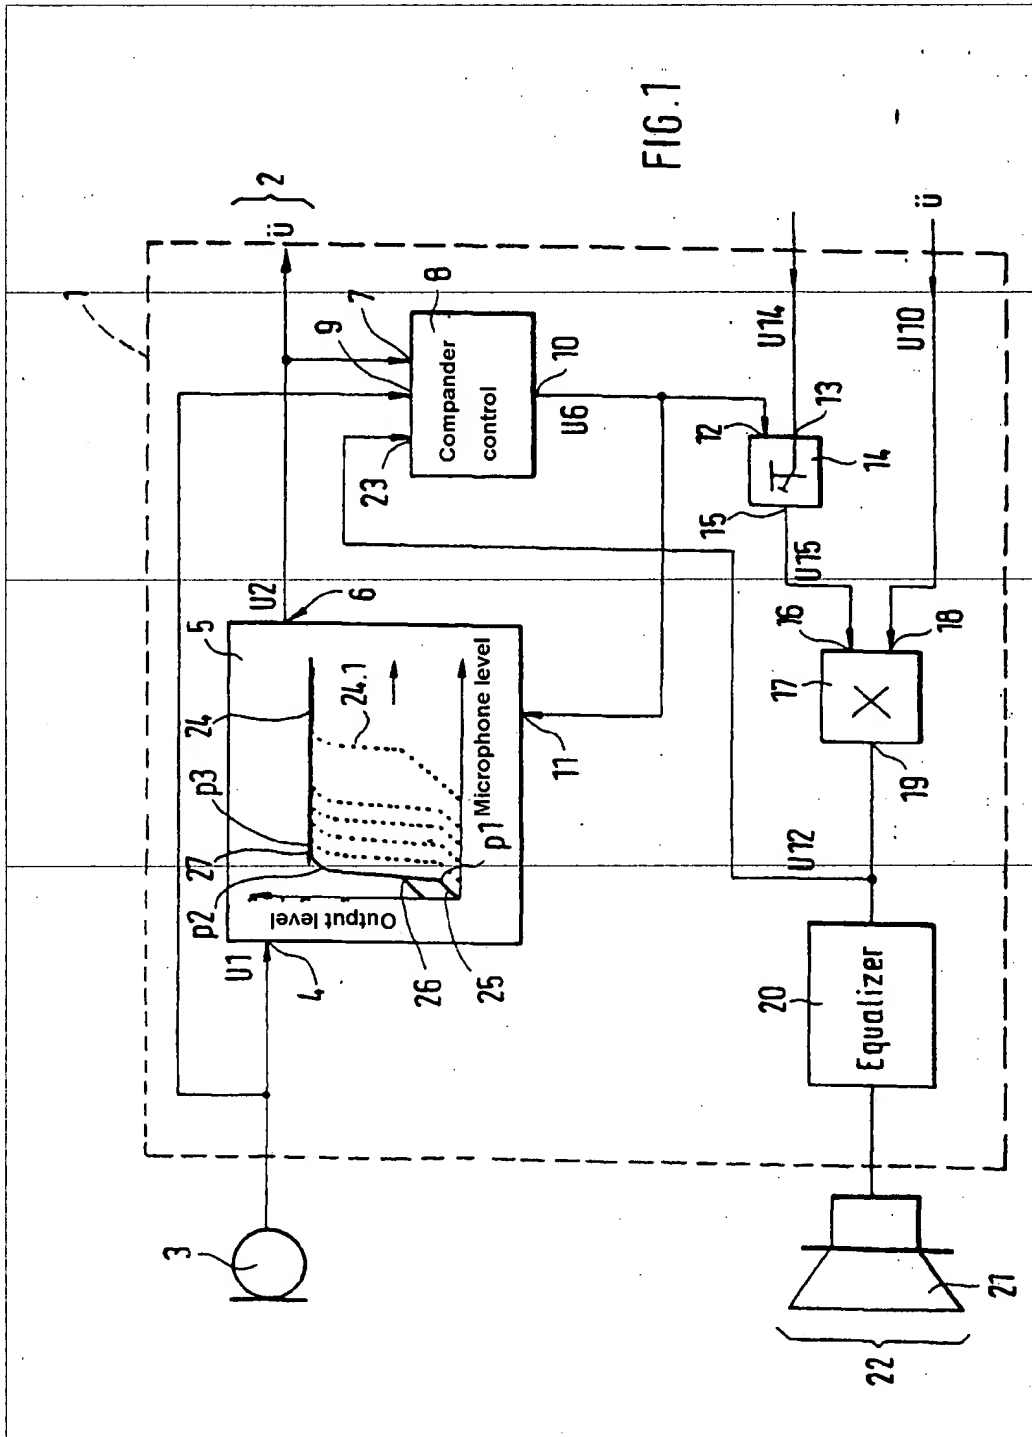 1
3
U1
4
p2
27
p3
24
5
U2
6
ü
2
Output level
26
25
24.1
Microphone level
p1
11
9
7
23
Compander
control
8
10
U6
FIG.1
12
13
14
15
U14
U15
16
17
X
18
19
U10
ü
U12
20
Equalizer
21
22